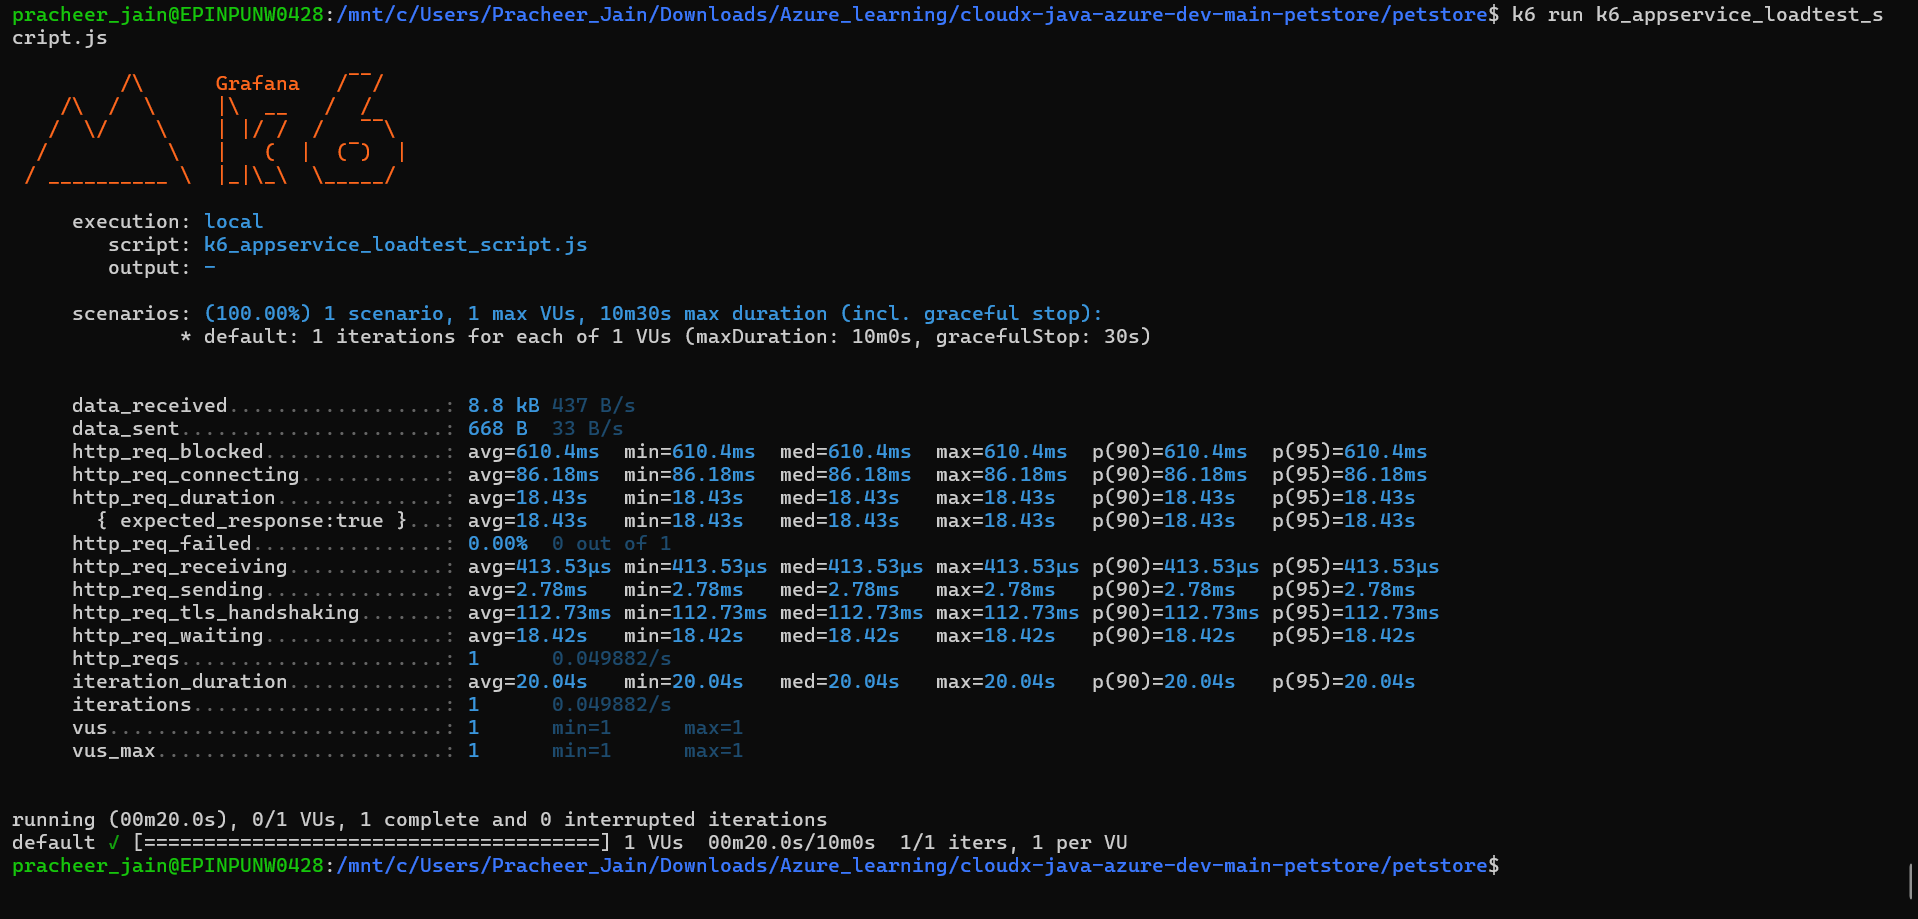 pracheer_jain@EPINPUNW0428:/mnt/c/Users/Pracheer_Jain/Downloads/Azure_learning/cloudx-java-azure-dev-main-petstore/petstore$ k6 run k6_appservice_loadtest_s
cript.js
Grafana
execution: local
script: k6_appservice_loadtest_script.js
output: -
scenarios: (100.00%) 1 scenario, 1 max VUs, 10m30s max duration (incl. graceful stop):
* default: 1 iterations for each of 1 VUs (maxDuration: 10m0s, gracefulStop: 30s)
data_received..................: 8.8 kB 437 B/s
data_sent......................: 668 B  33 B/s
http_req_blocked...............: avg=610.4ms  min=610.4ms  med=610.4ms  max=610.4ms  p(90)=610.4ms  p(95)=610.4ms
http_req_connecting............: avg=86.18ms  min=86.18ms  med=86.18ms  max=86.18ms  p(90)=86.18ms  p(95)=86.18ms
http_req_duration..............: avg=18.43s   min=18.43s   med=18.43s   max=18.43s   p(90)=18.43s   p(95)=18.43s
{ expected_response:true }...: avg=18.43s   min=18.43s   med=18.43s   max=18.43s   p(90)=18.43s   p(95)=18.43s
http_req_failed................: 0.00%  0 out of 1
http_req_receiving.............: avg=413.53µs min=413.53µs med=413.53µs max=413.53µs p(90)=413.53µs p(95)=413.53µs
http_req_sending...............: avg=2.78ms   min=2.78ms   med=2.78ms   max=2.78ms   p(90)=2.78ms   p(95)=2.78ms
http_req_tls_handshaking.......: avg=112.73ms min=112.73ms med=112.73ms max=112.73ms p(90)=112.73ms p(95)=112.73ms
http_req_waiting...............: avg=18.42s   min=18.42s   med=18.42s   max=18.42s   p(90)=18.42s   p(95)=18.42s
http_reqs......................: 1      0.049882/s
iteration_duration.............: avg=20.04s   min=20.04s   med=20.04s   max=20.04s   p(90)=20.04s   p(95)=20.04s
iterations.....................: 1      0.049882/s
vus............................: 1      min=1      max=1
vus_max........................: 1      min=1      max=1
running (00m20.0s), 0/1 VUs, 1 complete and 0 interrupted iterations
default ✓ [======================================] 1 VUs  00m20.0s/10m0s  1/1 iters, 1 per VU
pracheer_jain@EPINPUNW0428:/mnt/c/Users/Pracheer_Jain/Downloads/Azure_learning/cloudx-java-azure-dev-main-petstore/petstore$